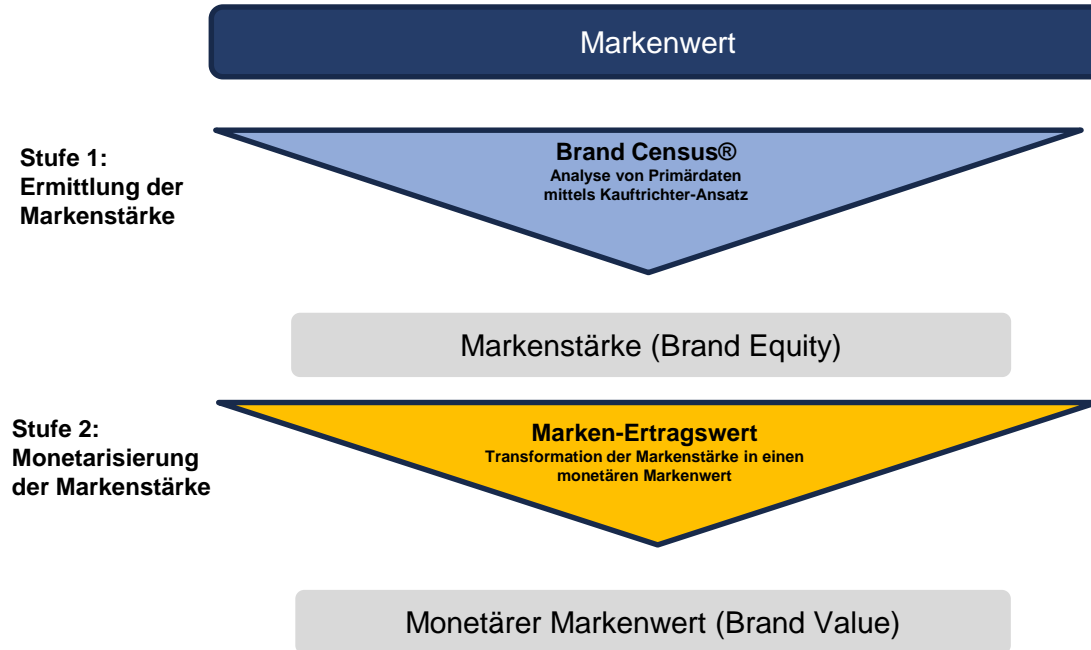 Markenwert
Stufe 1:
Ermittlung der
Markenstärke
Brand Census®
Analyse von Primärdaten
mittels Kauftrichter-Ansatz
Markenstärke (Brand Equity)
Stufe 2:
Monetarisierung
der Markenstärke
Marken-Ertragswert
Transformation der Markenstärke in einen
monetären Markenwert
Monetärer Markenwert (Brand Value)